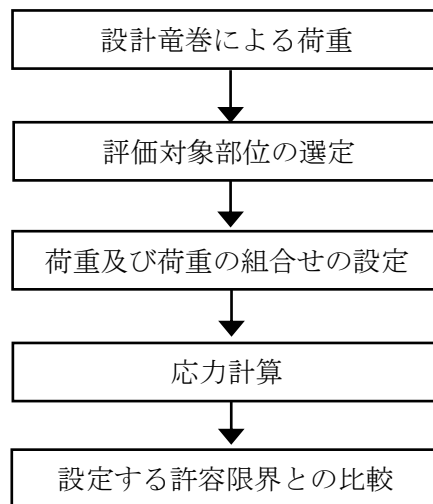 設計竜巻による荷重
評価対象部位の選定
荷重及び荷重の組合せの設定
応力計算
設定する許容限界との比較